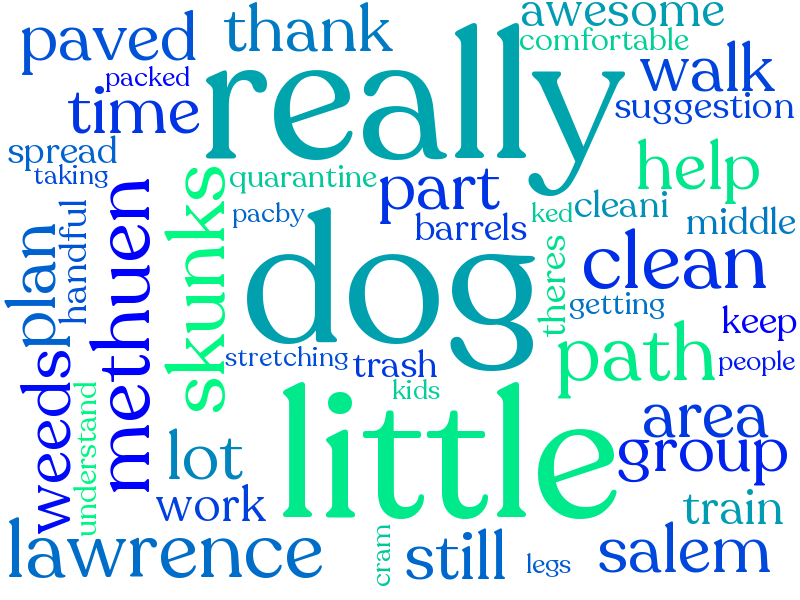 awesome
thank
paved
comfortable
really
walk
packed
time
suggestion
spread
help
taking
quarantine
skunks
part
cleani
ked
pacby
middle
barrels
methuen
handful
dog
plan
theres
clean
getting
keep
stretching
trash
path
people
weeds
kids
little
understand
area
group
lot
work
train
lawrence
cram
still
legs
salem